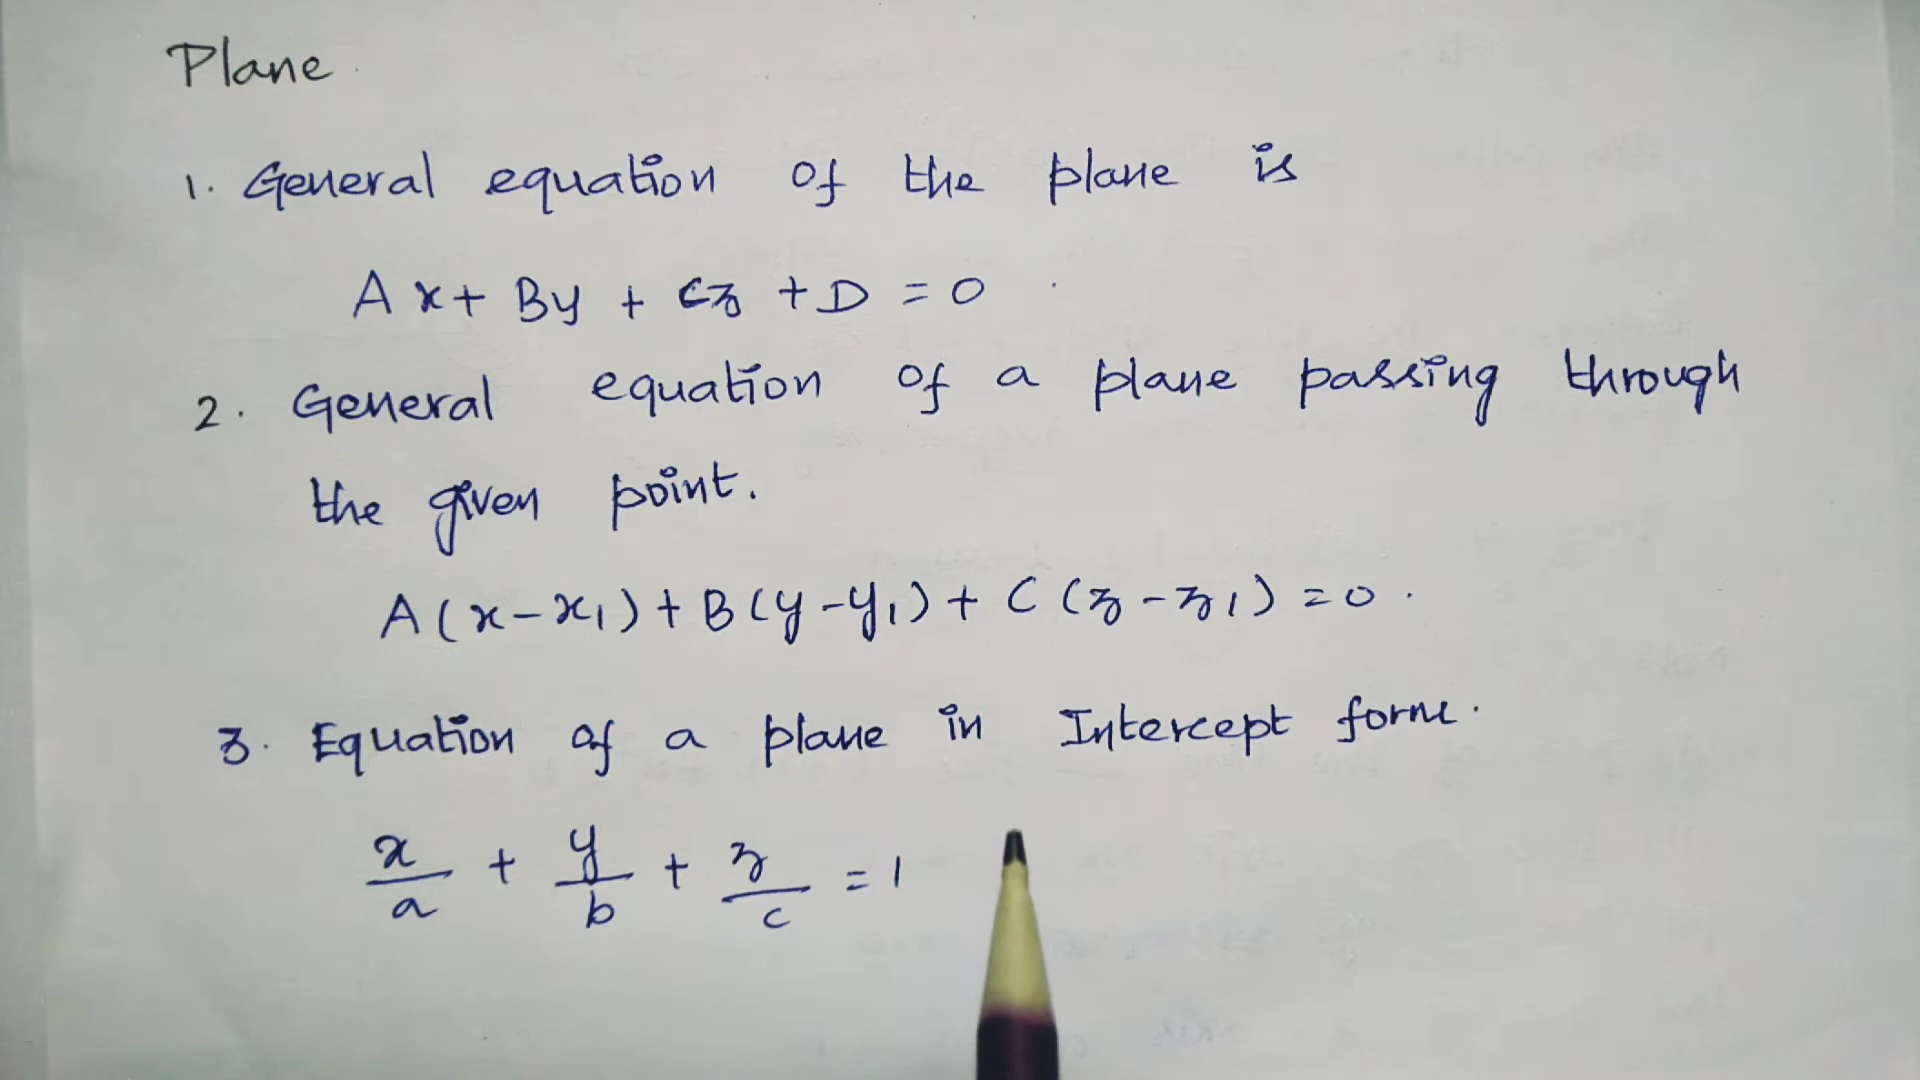 Plane
1. General equation of the plane is
Ax + By + Cz + D = 0
2. General equation of a plane passing through
the given point.
A(x-x₁) + B(y-y₁) + C(z-z₁) = 0.
3. Equation of a plane in Intercept form.
x/a + y/b + z/c = 1